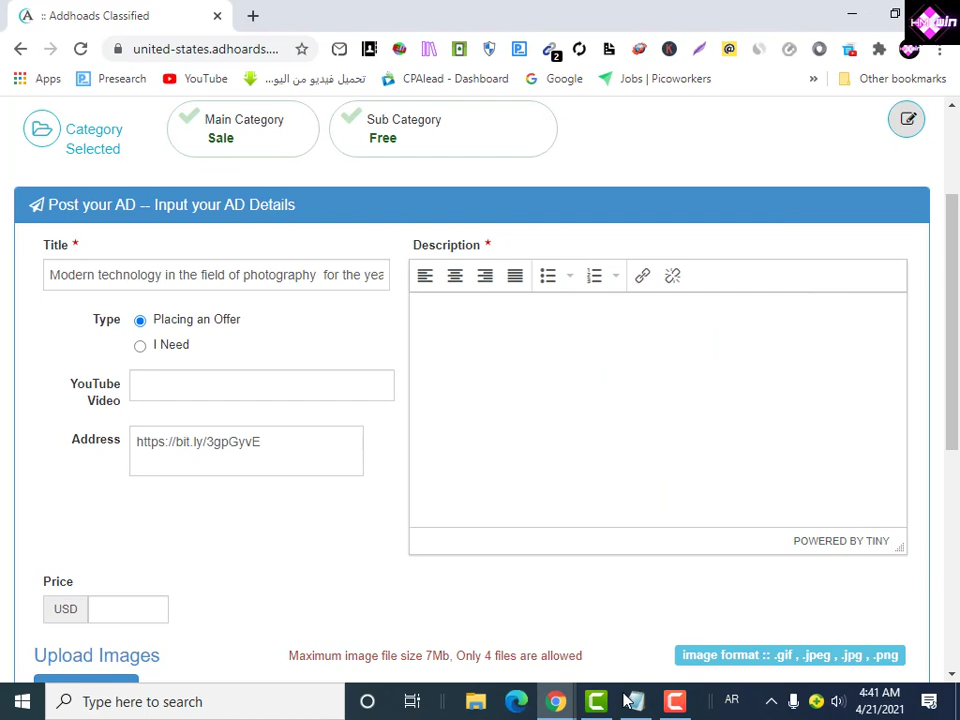 :: Addhoads Classified
HM win
united-states.adhoards....
2
Apps
Presearch
YouTube
تحميل فيديو من اليو...
CPAlead - Dashboard
Google
Jobs | Picoworkers
»
Other bookmarks
Category Selected
Main Category
Sale
Sub Category
Free
Post your AD -- Input your AD Details
Title *
Modern technology in the field of photography  for the yea
Description *
Type
Placing an Offer
I Need
YouTube Video
Address
https://bit.ly/3gpGyvE
POWERED BY TINY
Price
USD
Upload Images
Maximum image file size 7Mb, Only 4 files are allowed
image format :: .gif , .jpeg , .jpg , .png
Type here to search
AR
4:41 AM
4/21/2021